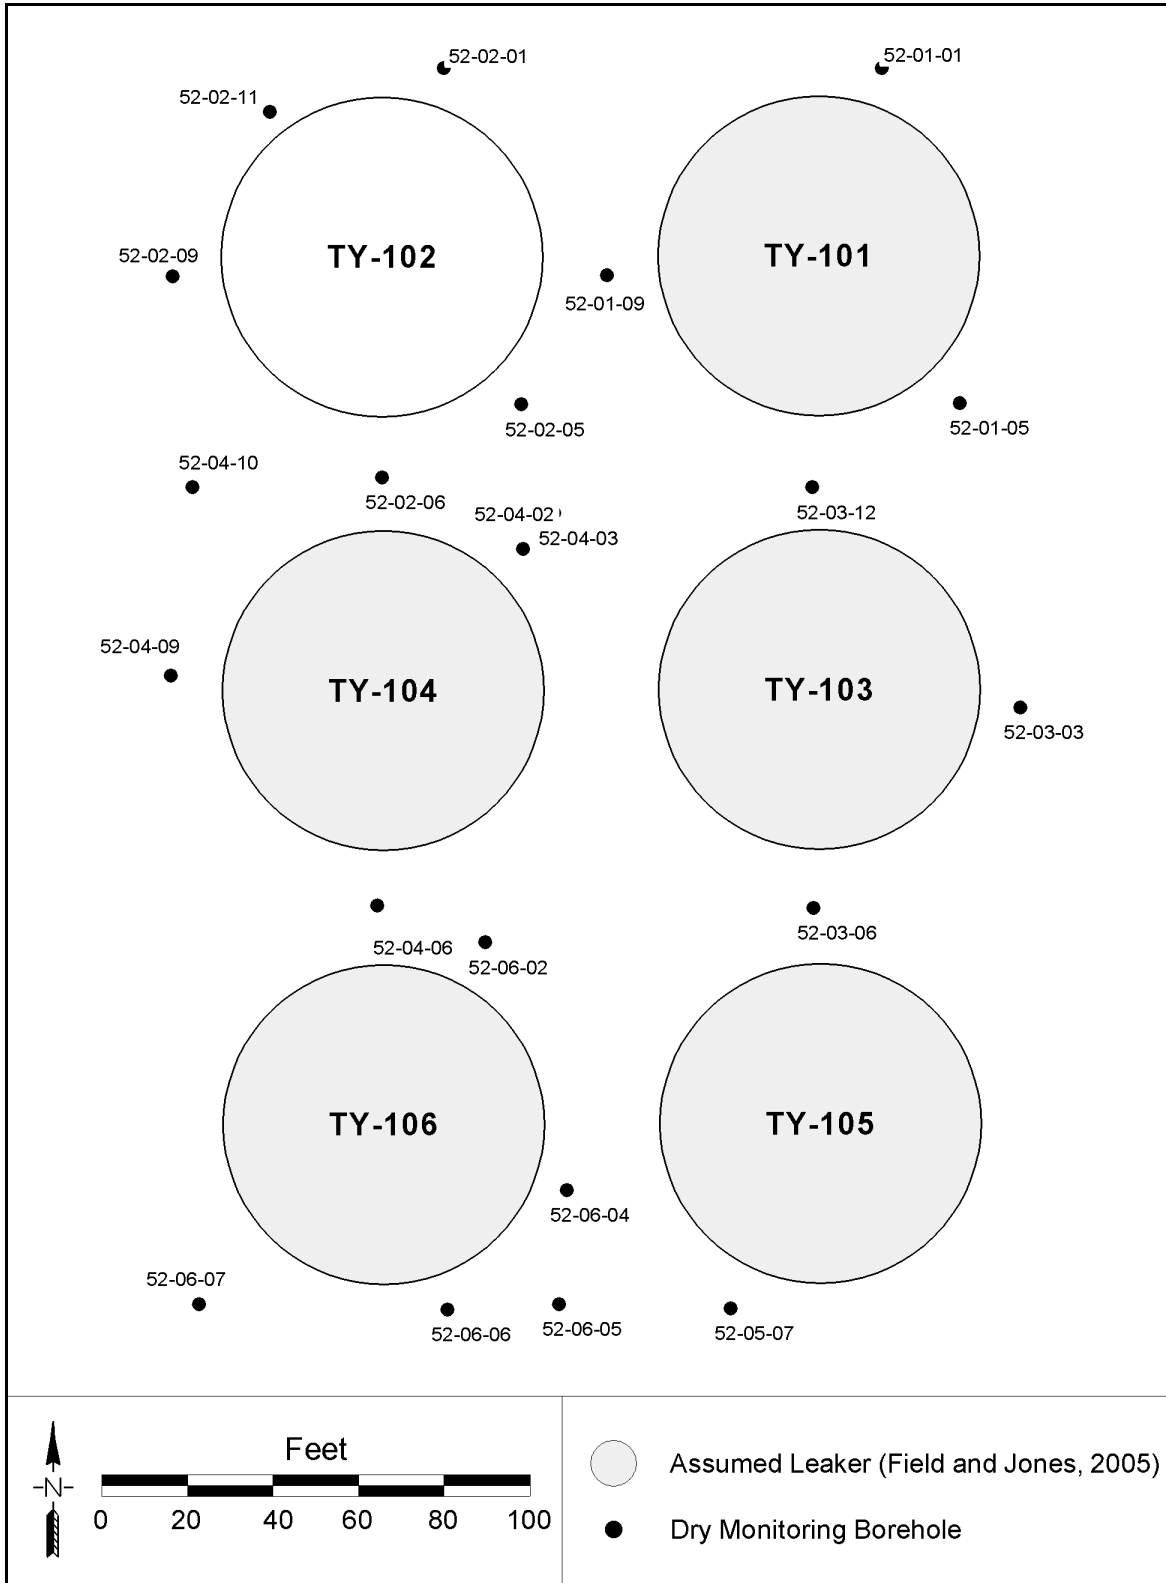 52-02-01
52-01-01
52-02-11
TY-102
TY-101
52-02-09
52-01-09
52-02-05
52-01-05
52-04-10
52-02-06
52-04-02
52-03-12
52-04-03
52-04-09
TY-104
TY-103
52-03-03
52-03-06
52-04-06
52-06-02
TY-106
TY-105
52-06-04
52-06-07
52-06-06
52-06-05
52-05-07
Feet
-N-
0 20 40 60 80 100
Assumed Leaker (Field and Jones, 2005)
Dry Monitoring Borehole